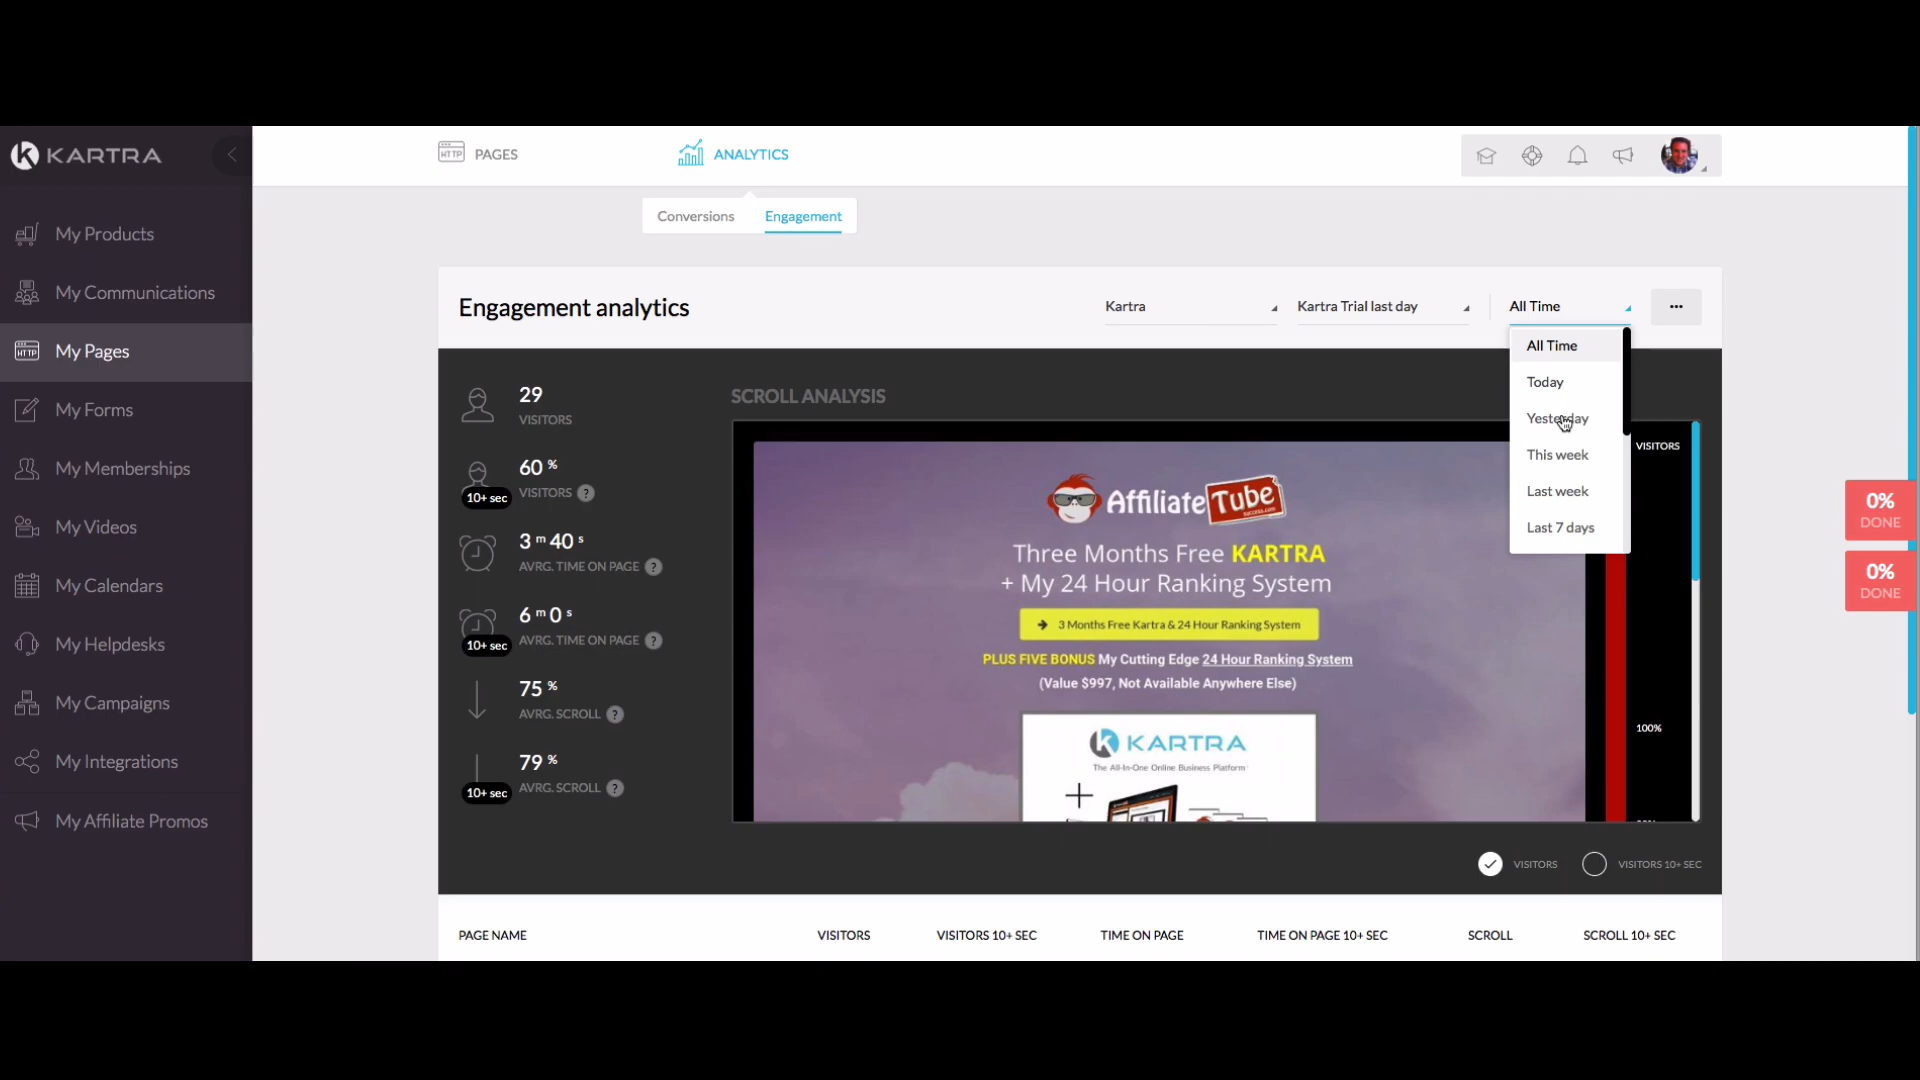 KARTRA
PAGES
ANALYTICS
Conversions
Engagement
My Products
My Communications
My Pages
My Forms
My Memberships
My Videos
My Calendars
My Helpdesks
My Campaigns
My Integrations
My Affiliate Promos
Engagement analytics
Kartra
Kartra Trial last day
All Time
All Time
Today
Yesterday
This week
Last week
Last 7 days
29
VISITORS
60 %
10+ sec
VISITORS ?
3 m 40 s
AVRG. TIME ON PAGE ?
6 m 0 s
10+ sec
AVRG. TIME ON PAGE ?
75 %
AVRG. SCROLL ?
79 %
10+ sec
AVRG. SCROLL ?
SCROLL ANALYSIS
VISITORS
Affiliate Tube
Three Months Free KARTRA
+ My 24 Hour Ranking System
3 Months Free Kartra & 24 Hour Ranking System
PLUS FIVE BONUS My Cutting Edge 24 Hour Ranking System
(Value $997, Not Available Anywhere Else)
KARTRA
The All-In-One Online Business Platform
100%
VISITORS
VISITORS 10+ SEC
PAGE NAME
VISITORS
VISITORS 10+ SEC
TIME ON PAGE
TIME ON PAGE 10+ SEC
SCROLL
SCROLL 10+ SEC
0%
DONE
0%
DONE
HTTP
HTTP